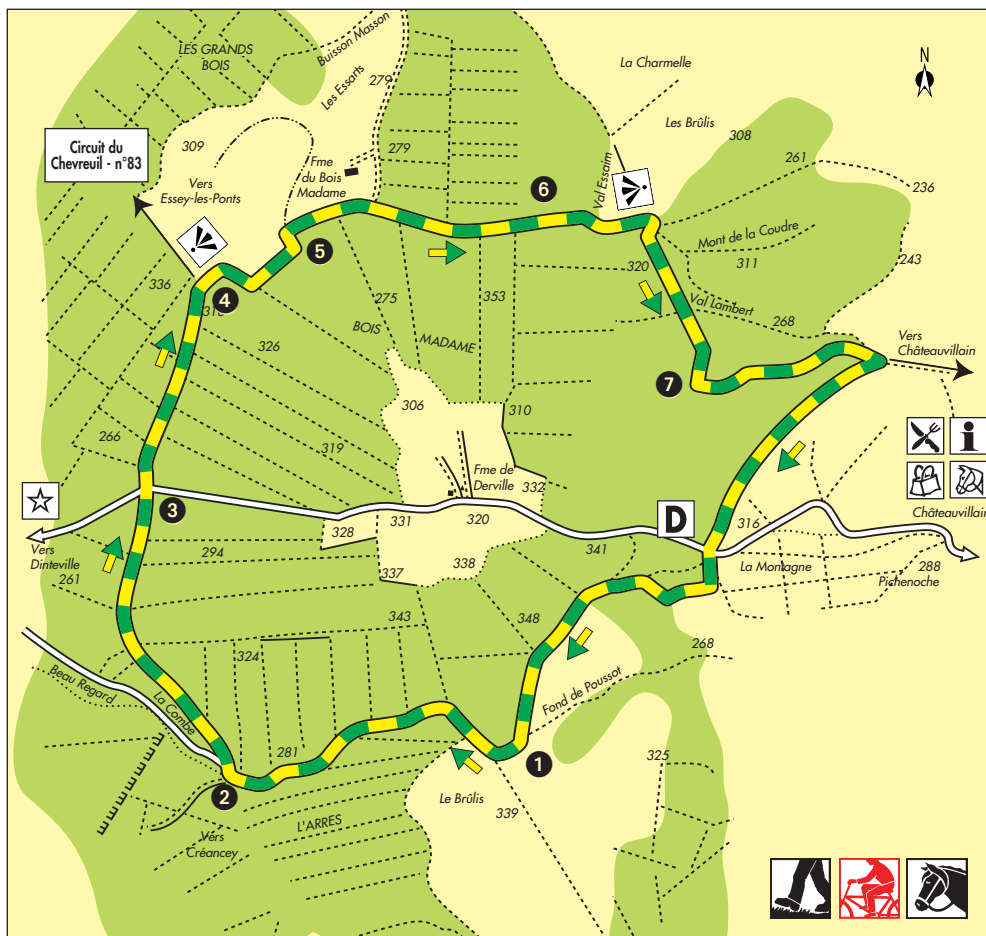 LES GRANDS
BOIS
Buisson Masson
Les Essarts
279
La Charmelle
N
Les Brûlis
308
Circuit du
Chevreuil - n°83
309
Vers
Essey-les-Ponts
Fme
du Bois
Madame
279
6
Val Essaim
261
236
5
Mont de la Coudre
311
243
336
4
275
353
320
Val Lambert
268
BOIS
MADAME
326
7
Vers
Châteauvillain
306
310
266
319
Fme de
Derville
332
3
D
316
Châteauvillain
328
331
320
Vers
Dinteville
294
341
La Montagne
288
Pichenoche
261
337
338
343
348
268
324
Beau Regard
La Combe
Fond de Poussot
281
1
325
2
Le Brûlis
339
L'ARRES
Vers
Créancey